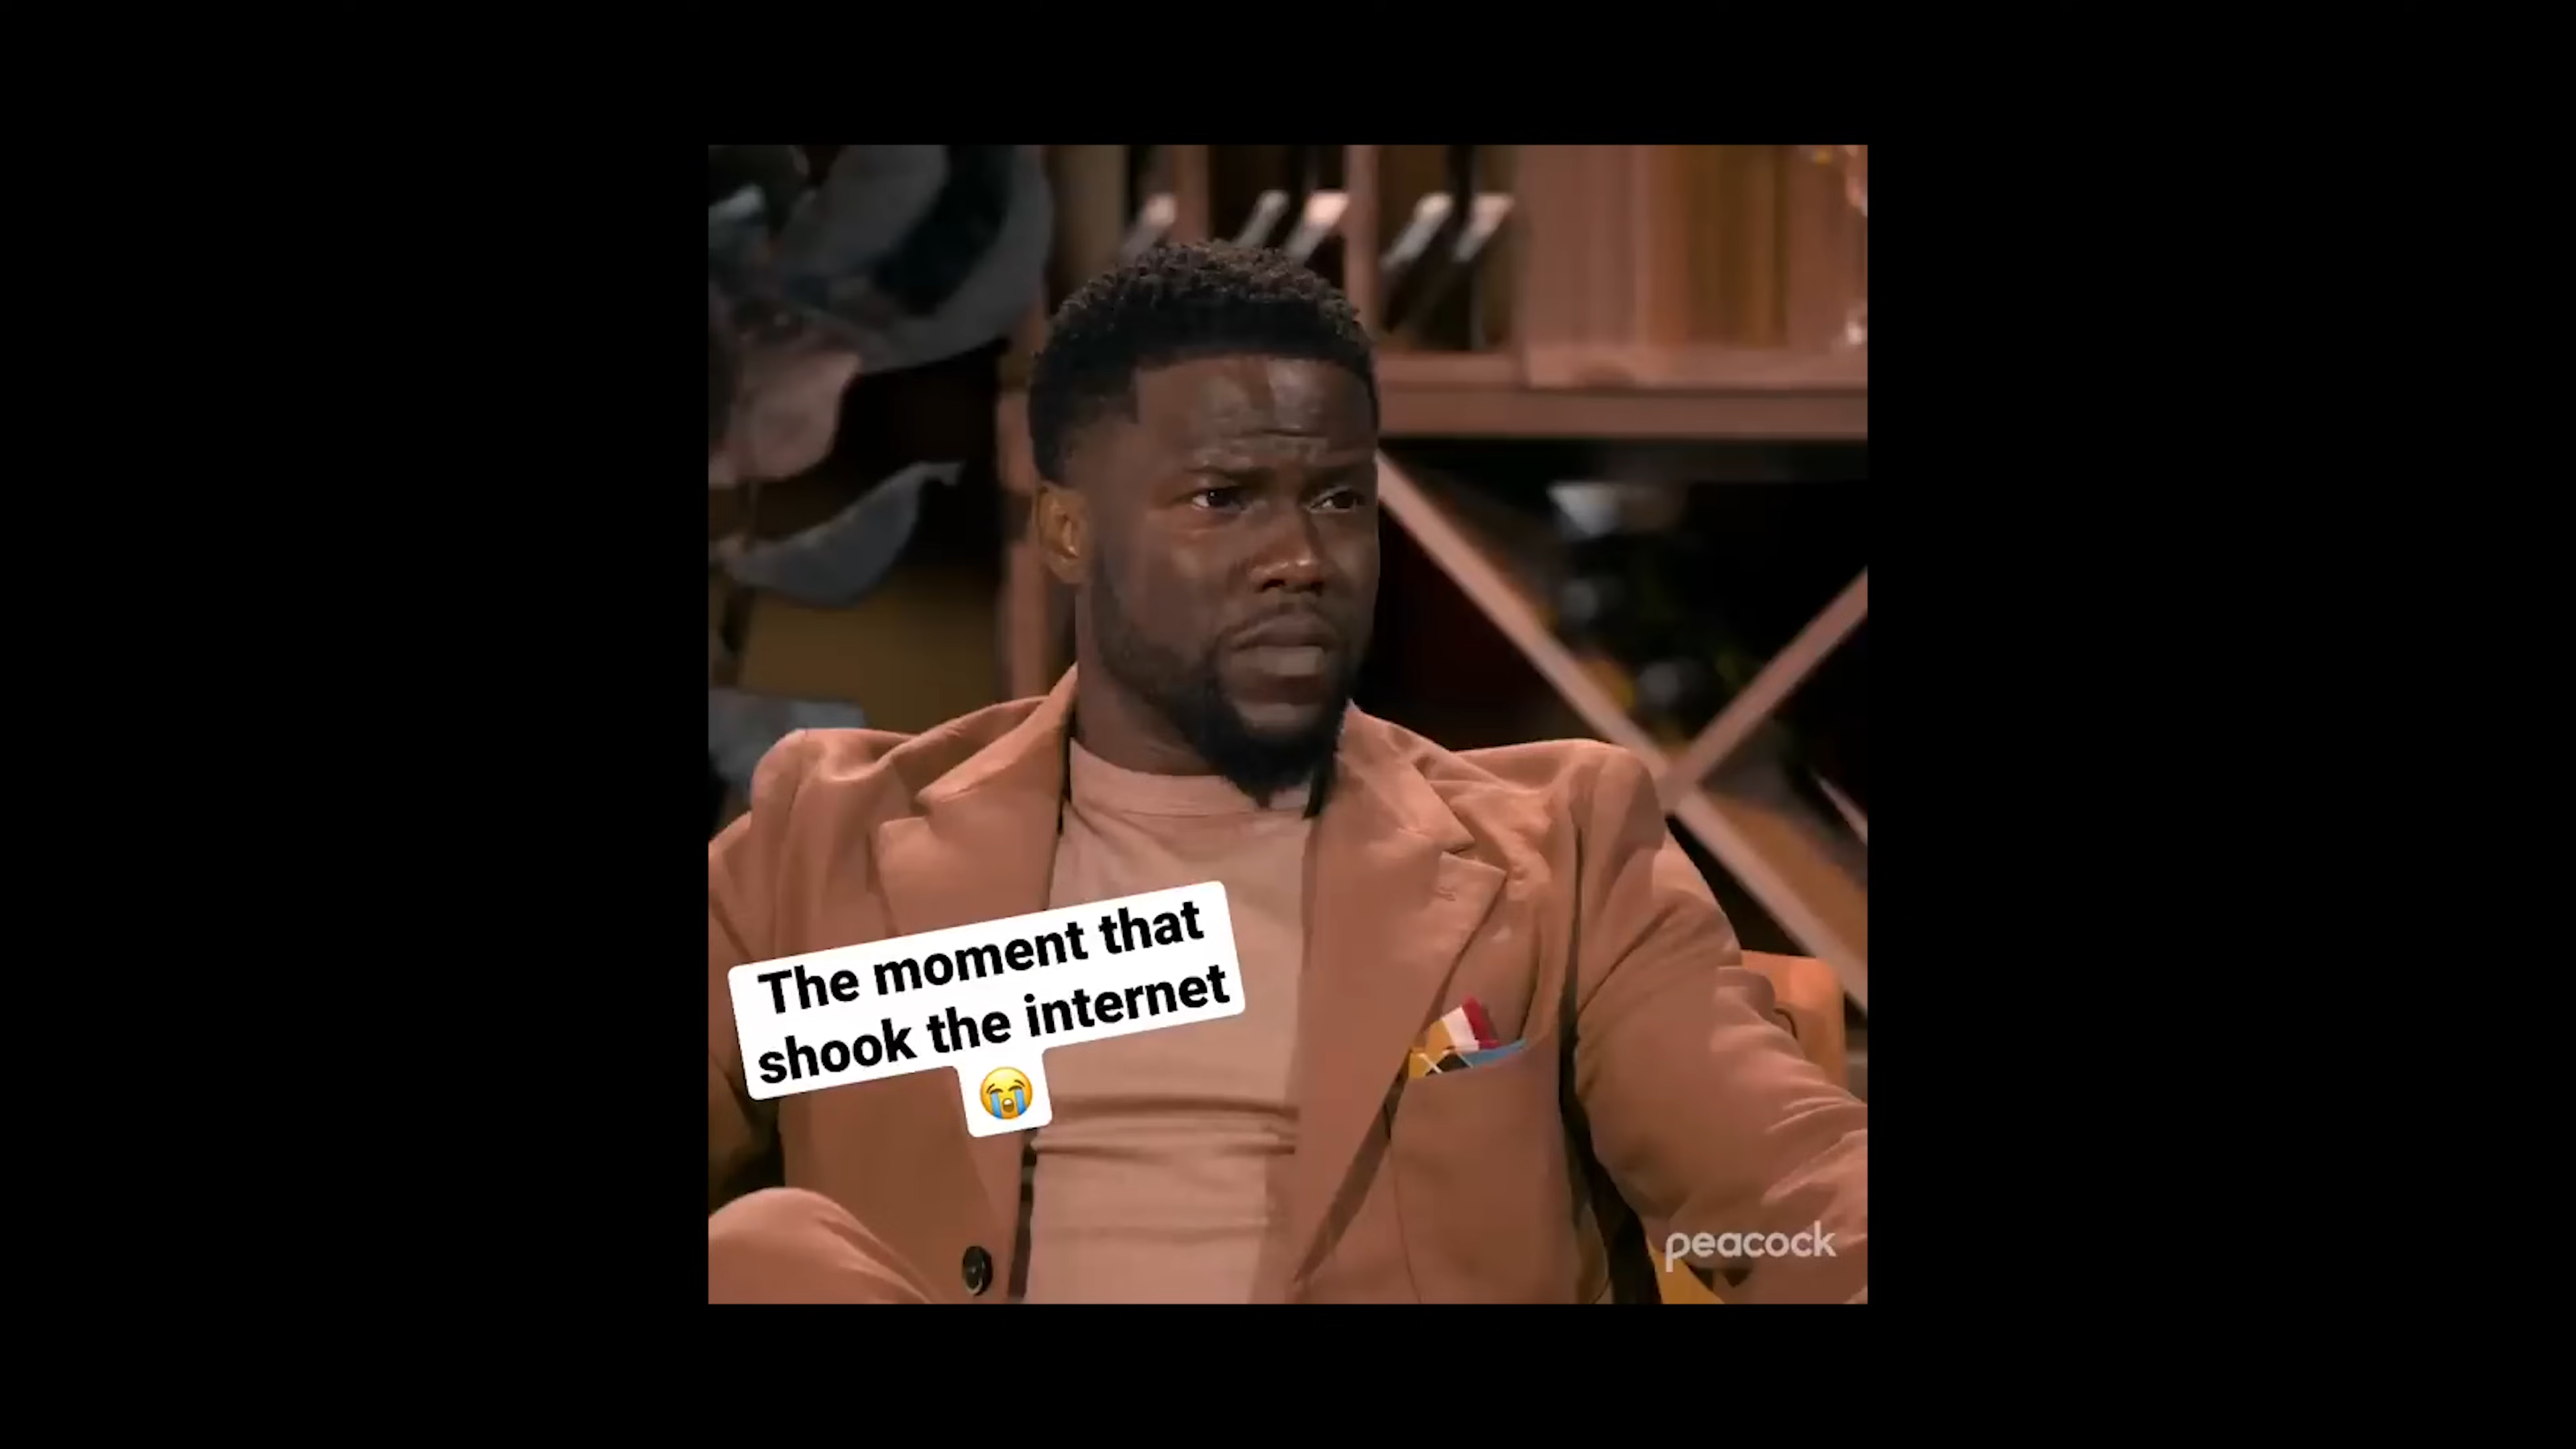 The moment that
shook the internet
😭
peacock